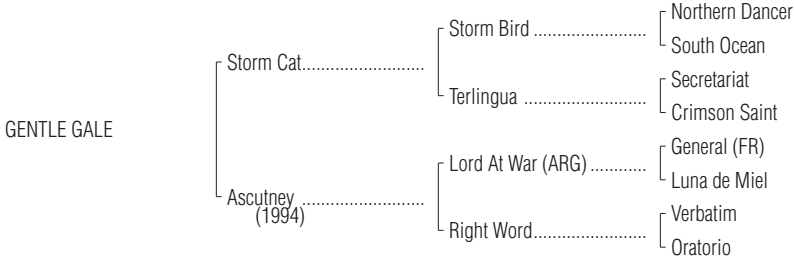 Northern Dancer
Storm Bird ........................
South Ocean
Storm Cat..........................
Secretariat
Terlingua ..........................
Crimson Saint
GENTLE GALE
General (FR)
Lord At War (ARG) ............
Luna de Miel
Ascutney ..........................
(1994)
Verbatim
Right Word........................
Oratorio